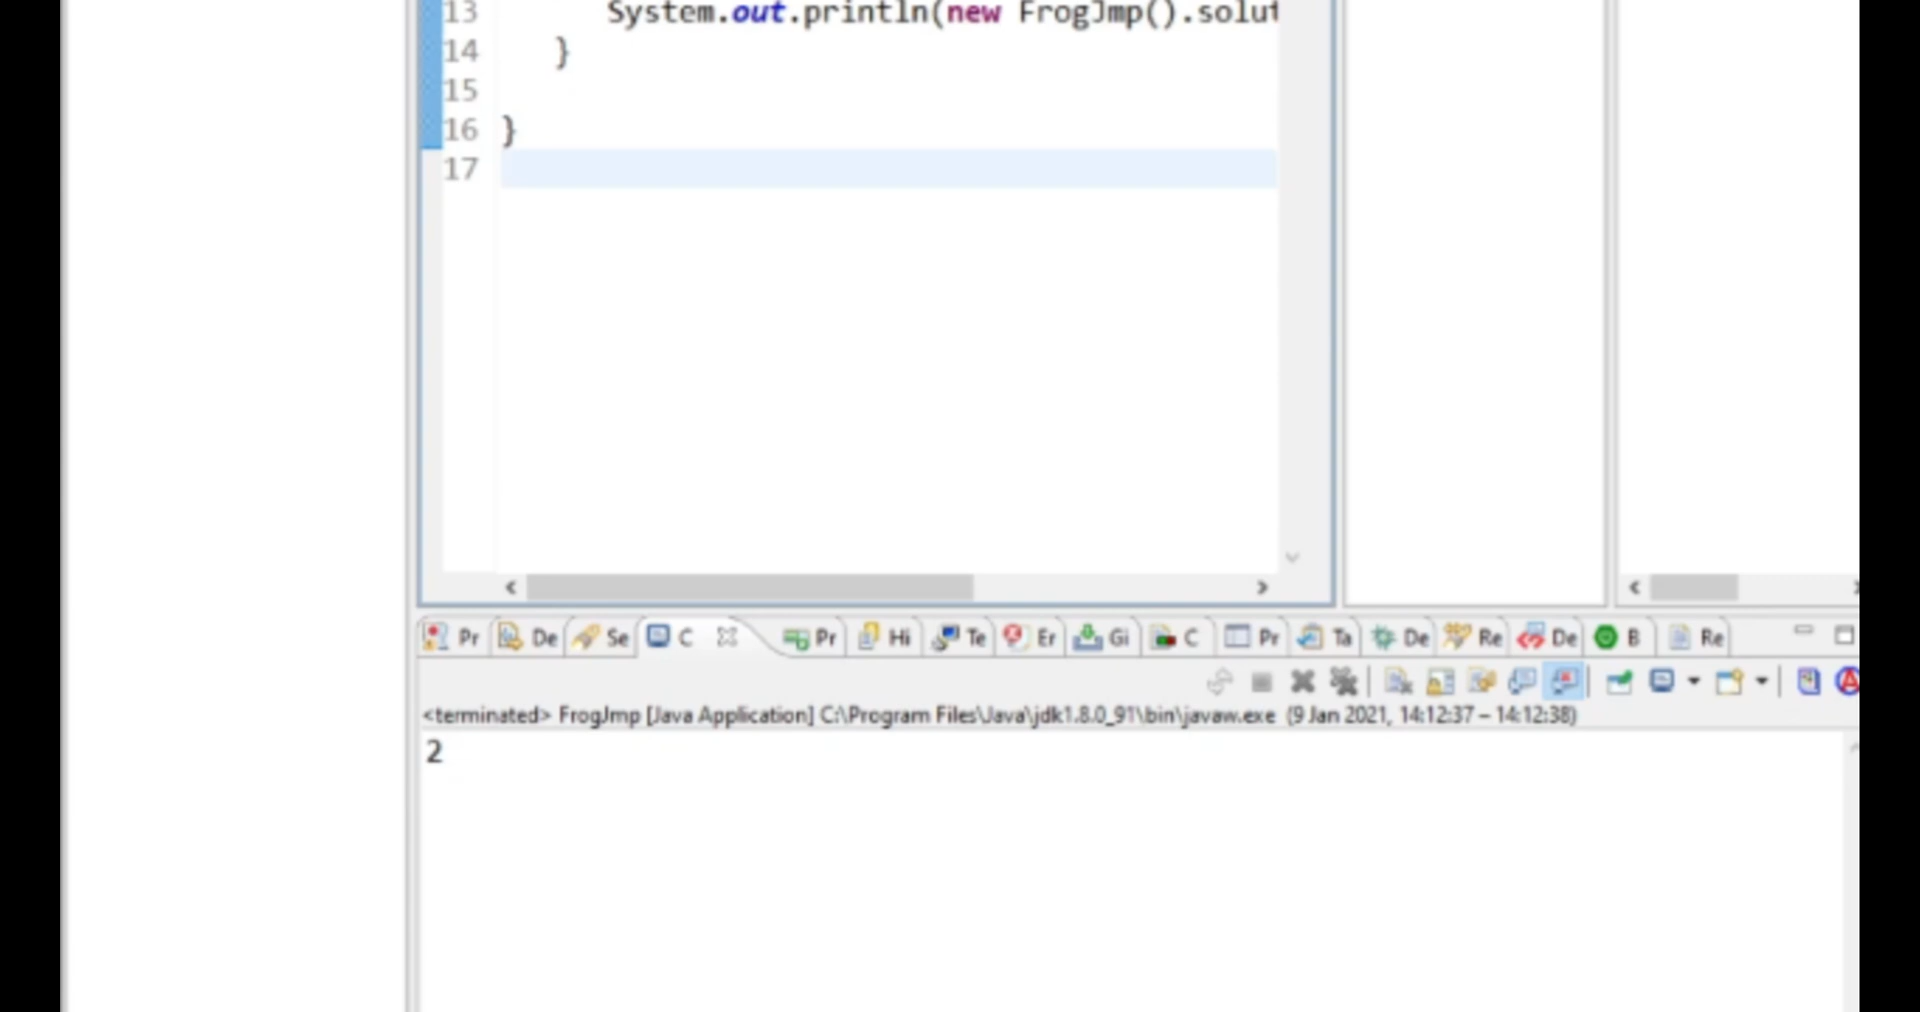 13 System.out.println(new FrogJmp().solut
14 }
15
16 }
17
Pr De Se C Pr Hi Te Er Gi C Pr Ta De Re De B Re
<terminated> FrogJmp [Java Application] C:\Program Files\Java\jdk1.8.0_91\bin\javaw.exe (9 Jan 2021, 14:12:37 – 14:12:38)
2